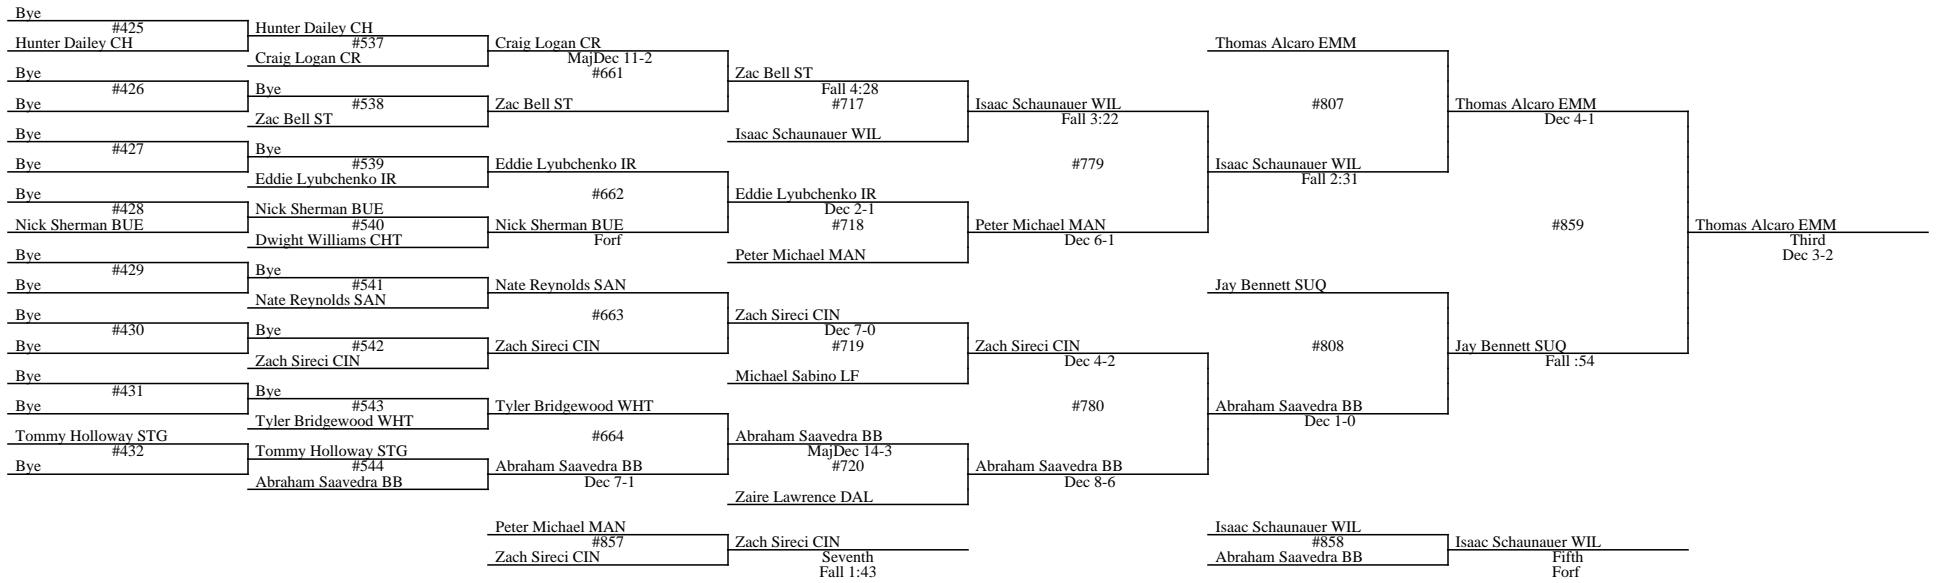 Bye
#425
Hunter Dailey CH
Bye
#426
Bye
Bye
#427
Bye
Bye
#428
Nick Sherman BUE
Bye
#429
Bye
Bye
#430
Bye
Bye
#431
Bye
Tommy Holloway STG
#432
Bye
Hunter Dailey CH
#537
Craig Logan CR
Bye
#538
Zac Bell ST
Bye
#539
Eddie Lyubchenko IR
Nick Sherman BUE
#540
Dwight Williams CHT
Bye
#541
Nate Reynolds SAN
Bye
#542
Zach Sireci CIN
Bye
#543
Tyler Bridgewood WHT
Tommy Holloway STG
#544
Abraham Saavedra BB
Craig Logan CR
MajDec 11-2
#661
Zac Bell ST
Eddie Lyubchenko IR
#662
Nick Sherman BUE
Forf
Nate Reynolds SAN
#663
Zach Sireci CIN
Tyler Bridgewood WHT
#664
Abraham Saavedra BB
Dec 7-1
Zac Bell ST
Fall 4:28
#717
Isaac Schaunauer WIL
Eddie Lyubchenko IR
Dec 2-1
#718
Peter Michael MAN
Zach Sireci CIN
Dec 7-0
#719
Michael Sabino LF
Abraham Saavedra BB
MajDec 14-3
#720
Zaire Lawrence DAL
Isaac Schaunauer WIL
Fall 3:22
#779
Peter Michael MAN
Dec 6-1
Zach Sireci CIN
Dec 4-2
#780
Abraham Saavedra BB
Dec 8-6
Thomas Alcaro EMM
#807
Isaac Schaunauer WIL
Fall 2:31
Jay Bennett SUQ
#808
Abraham Saavedra BB
Dec 1-0
Thomas Alcaro EMM
Dec 4-1
#859
Jay Bennett SUQ
Fall :54
Thomas Alcaro EMM
Third
Dec 3-2
Peter Michael MAN
#857
Zach Sireci CIN
Zach Sireci CIN
Seventh
Fall 1:43
Isaac Schaunauer WIL
#858
Abraham Saavedra BB
Isaac Schaunauer WIL
Fifth
Forf